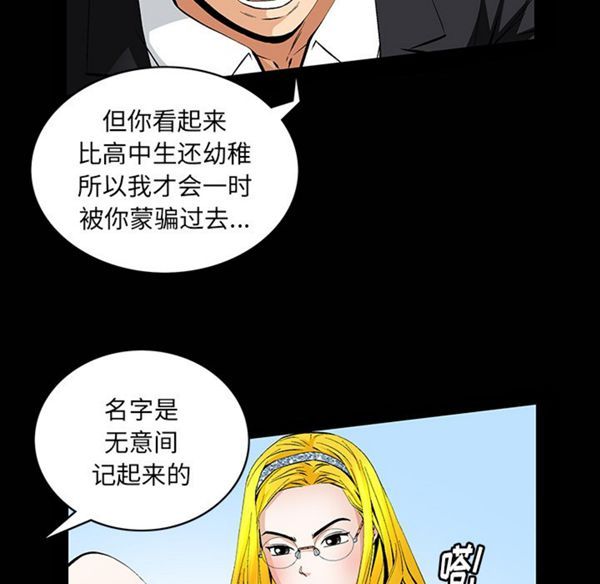 但你看起来
比高中生还幼稚
所以我才会一时
被你蒙骗过去...
名字是
无意间
记起来的
嗒!